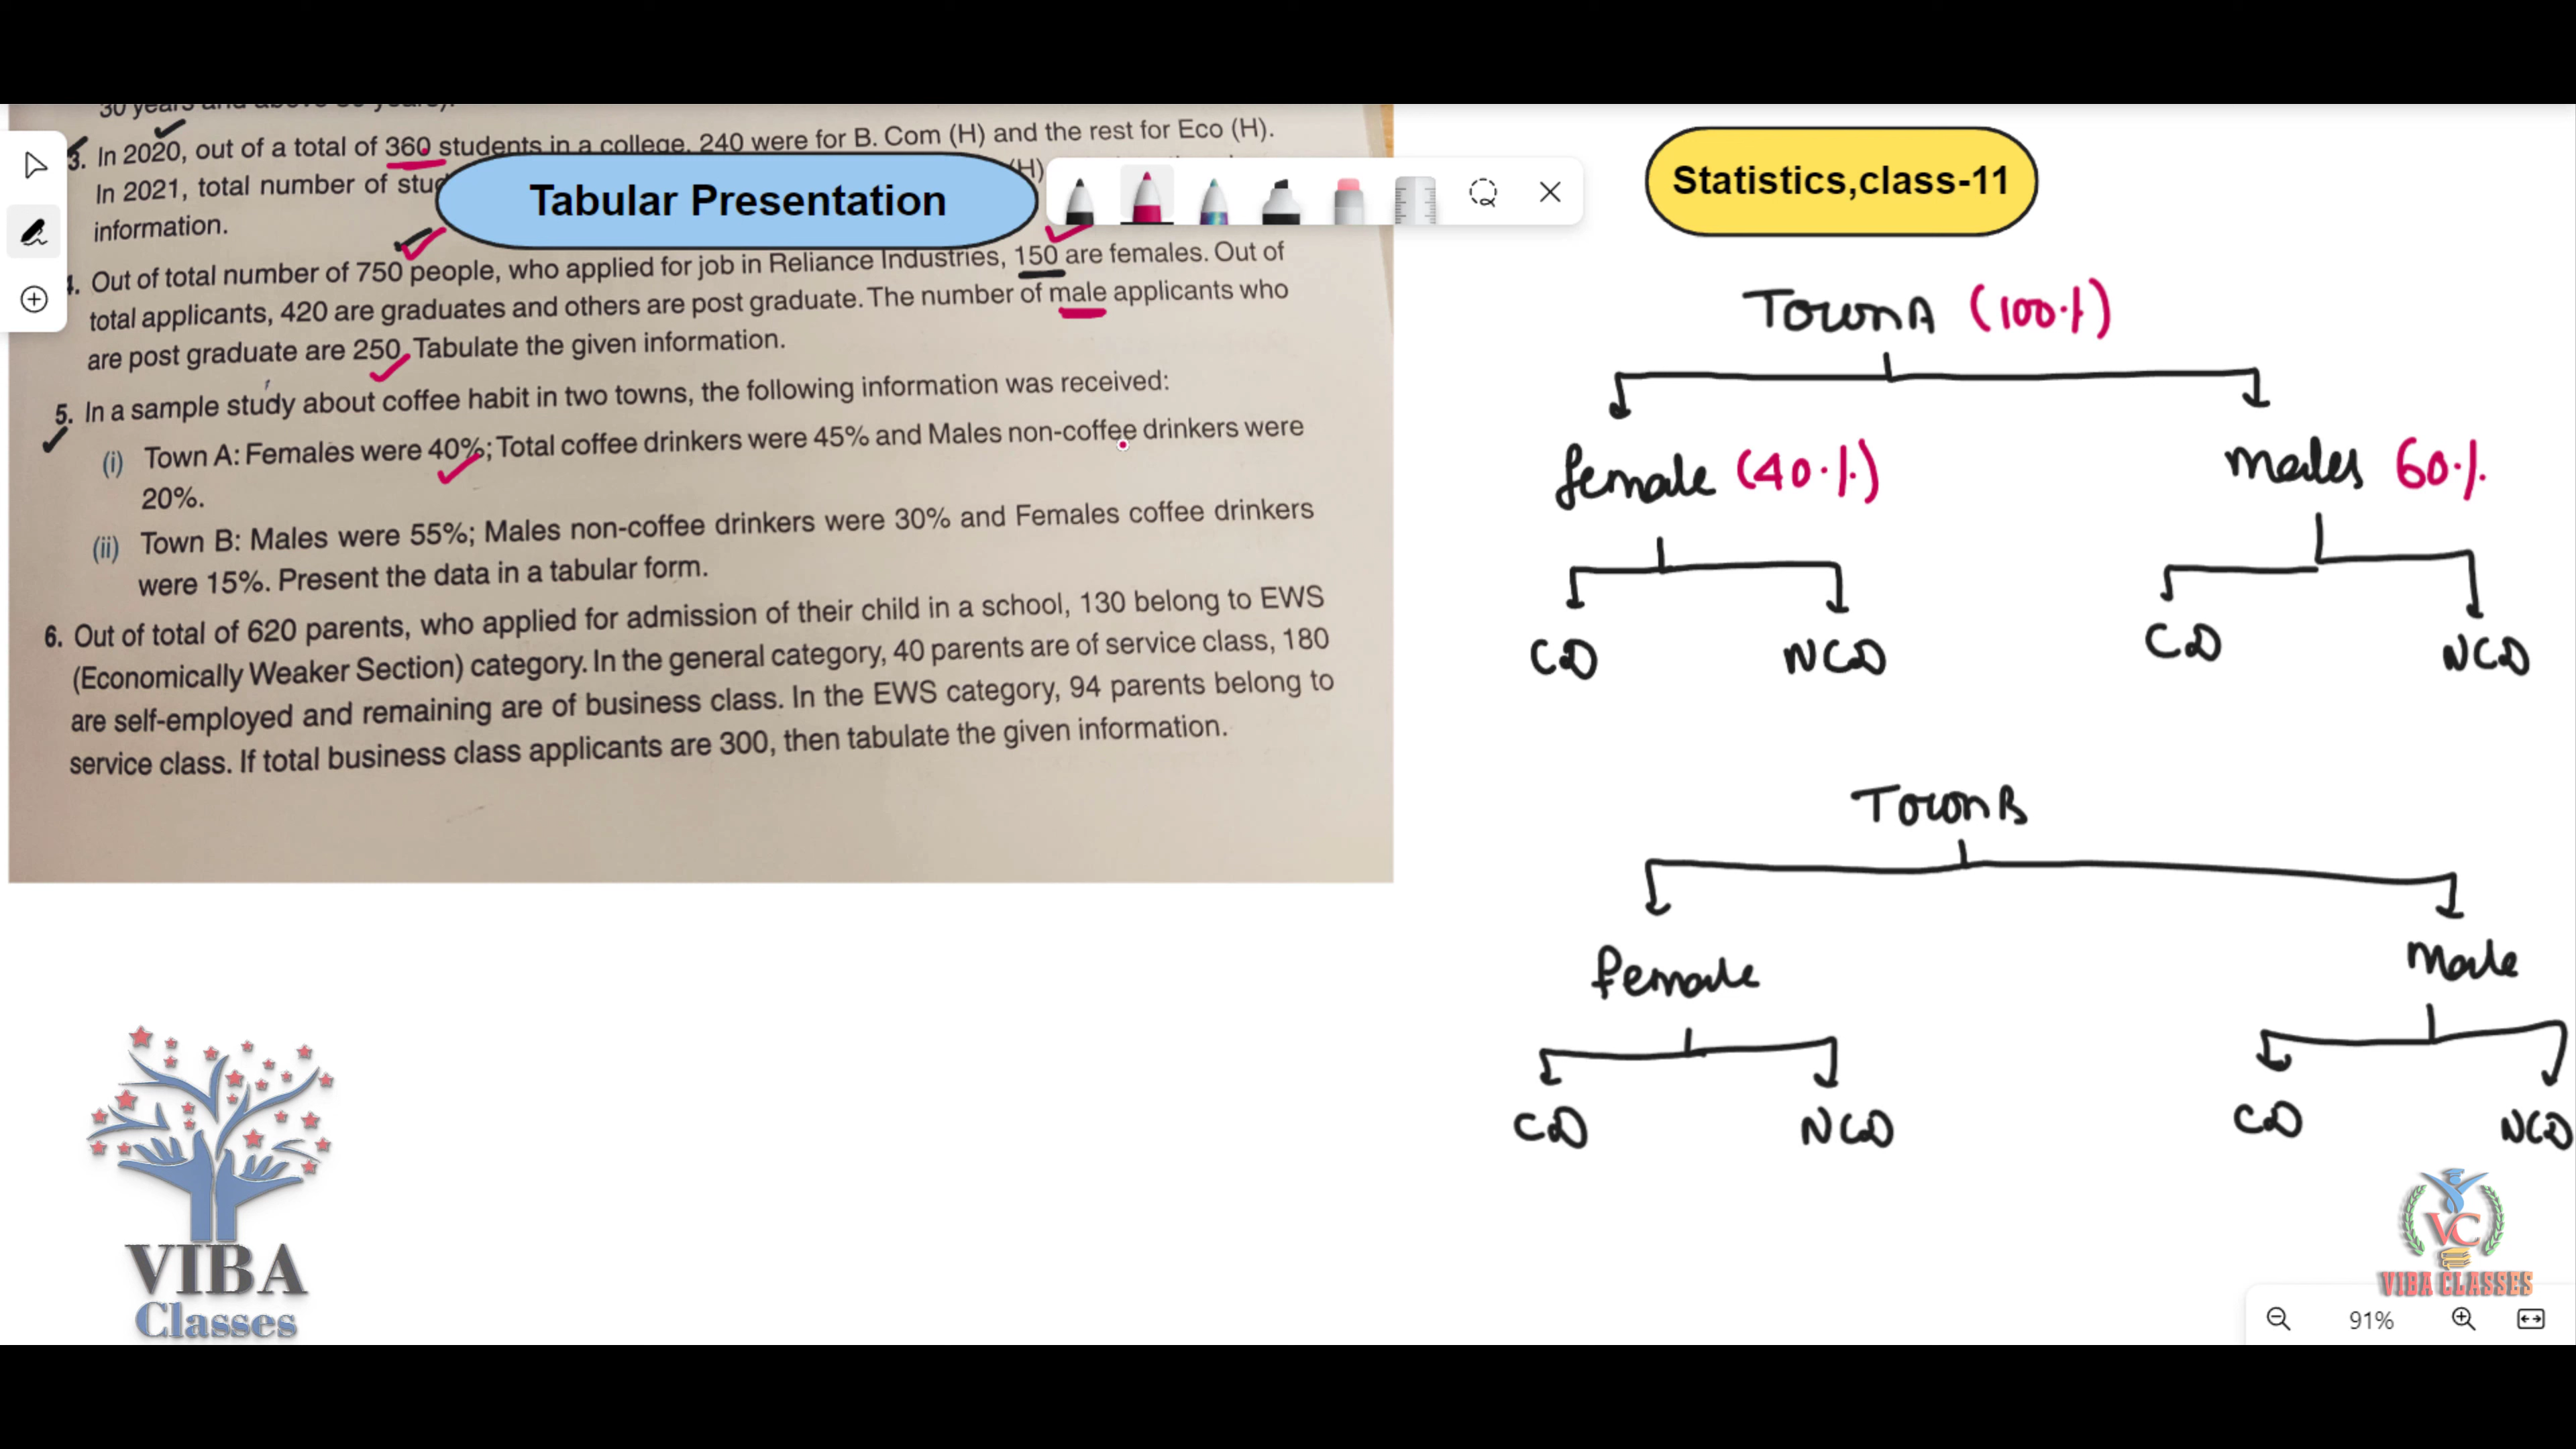 3. In 2020, out of a total of 360 students in a college, 240 were for B. Com (H) and the rest for Eco (H).
In 2021, total number of
(H)
information.
Tabular Presentation
Statistics,class-11
4. Out of total number of 750 people, who applied for job in Reliance Industries, 150 are females. Out of
total applicants, 420 are graduates and others are post graduate. The number of male applicants who
are post graduate are 250. Tabulate the given information.
5. In a sample study about coffee habit in two towns, the following information was received:
(i) Town A: Females were 40%; Total coffee drinkers were 45% and Males non-coffee drinkers were
20%.
(ii) Town B: Males were 55%; Males non-coffee drinkers were 30% and Females coffee drinkers
were 15%. Present the data in a tabular form.
6. Out of total of 620 parents, who applied for admission of their child in a school, 130 belong to EWS
(Economically Weaker Section) category. In the general category, 40 parents are of service class, 180
are self-employed and remaining are of business class. In the EWS category, 94 parents belong to
service class. If total business class applicants are 300, then tabulate the given information.
Town A (100%)
female (40%) males 60%
CD NCD CD NCD
Town B
female male
CD NCD CD NCD
VIBA
Classes
VC
VIBA CLASSES
91%